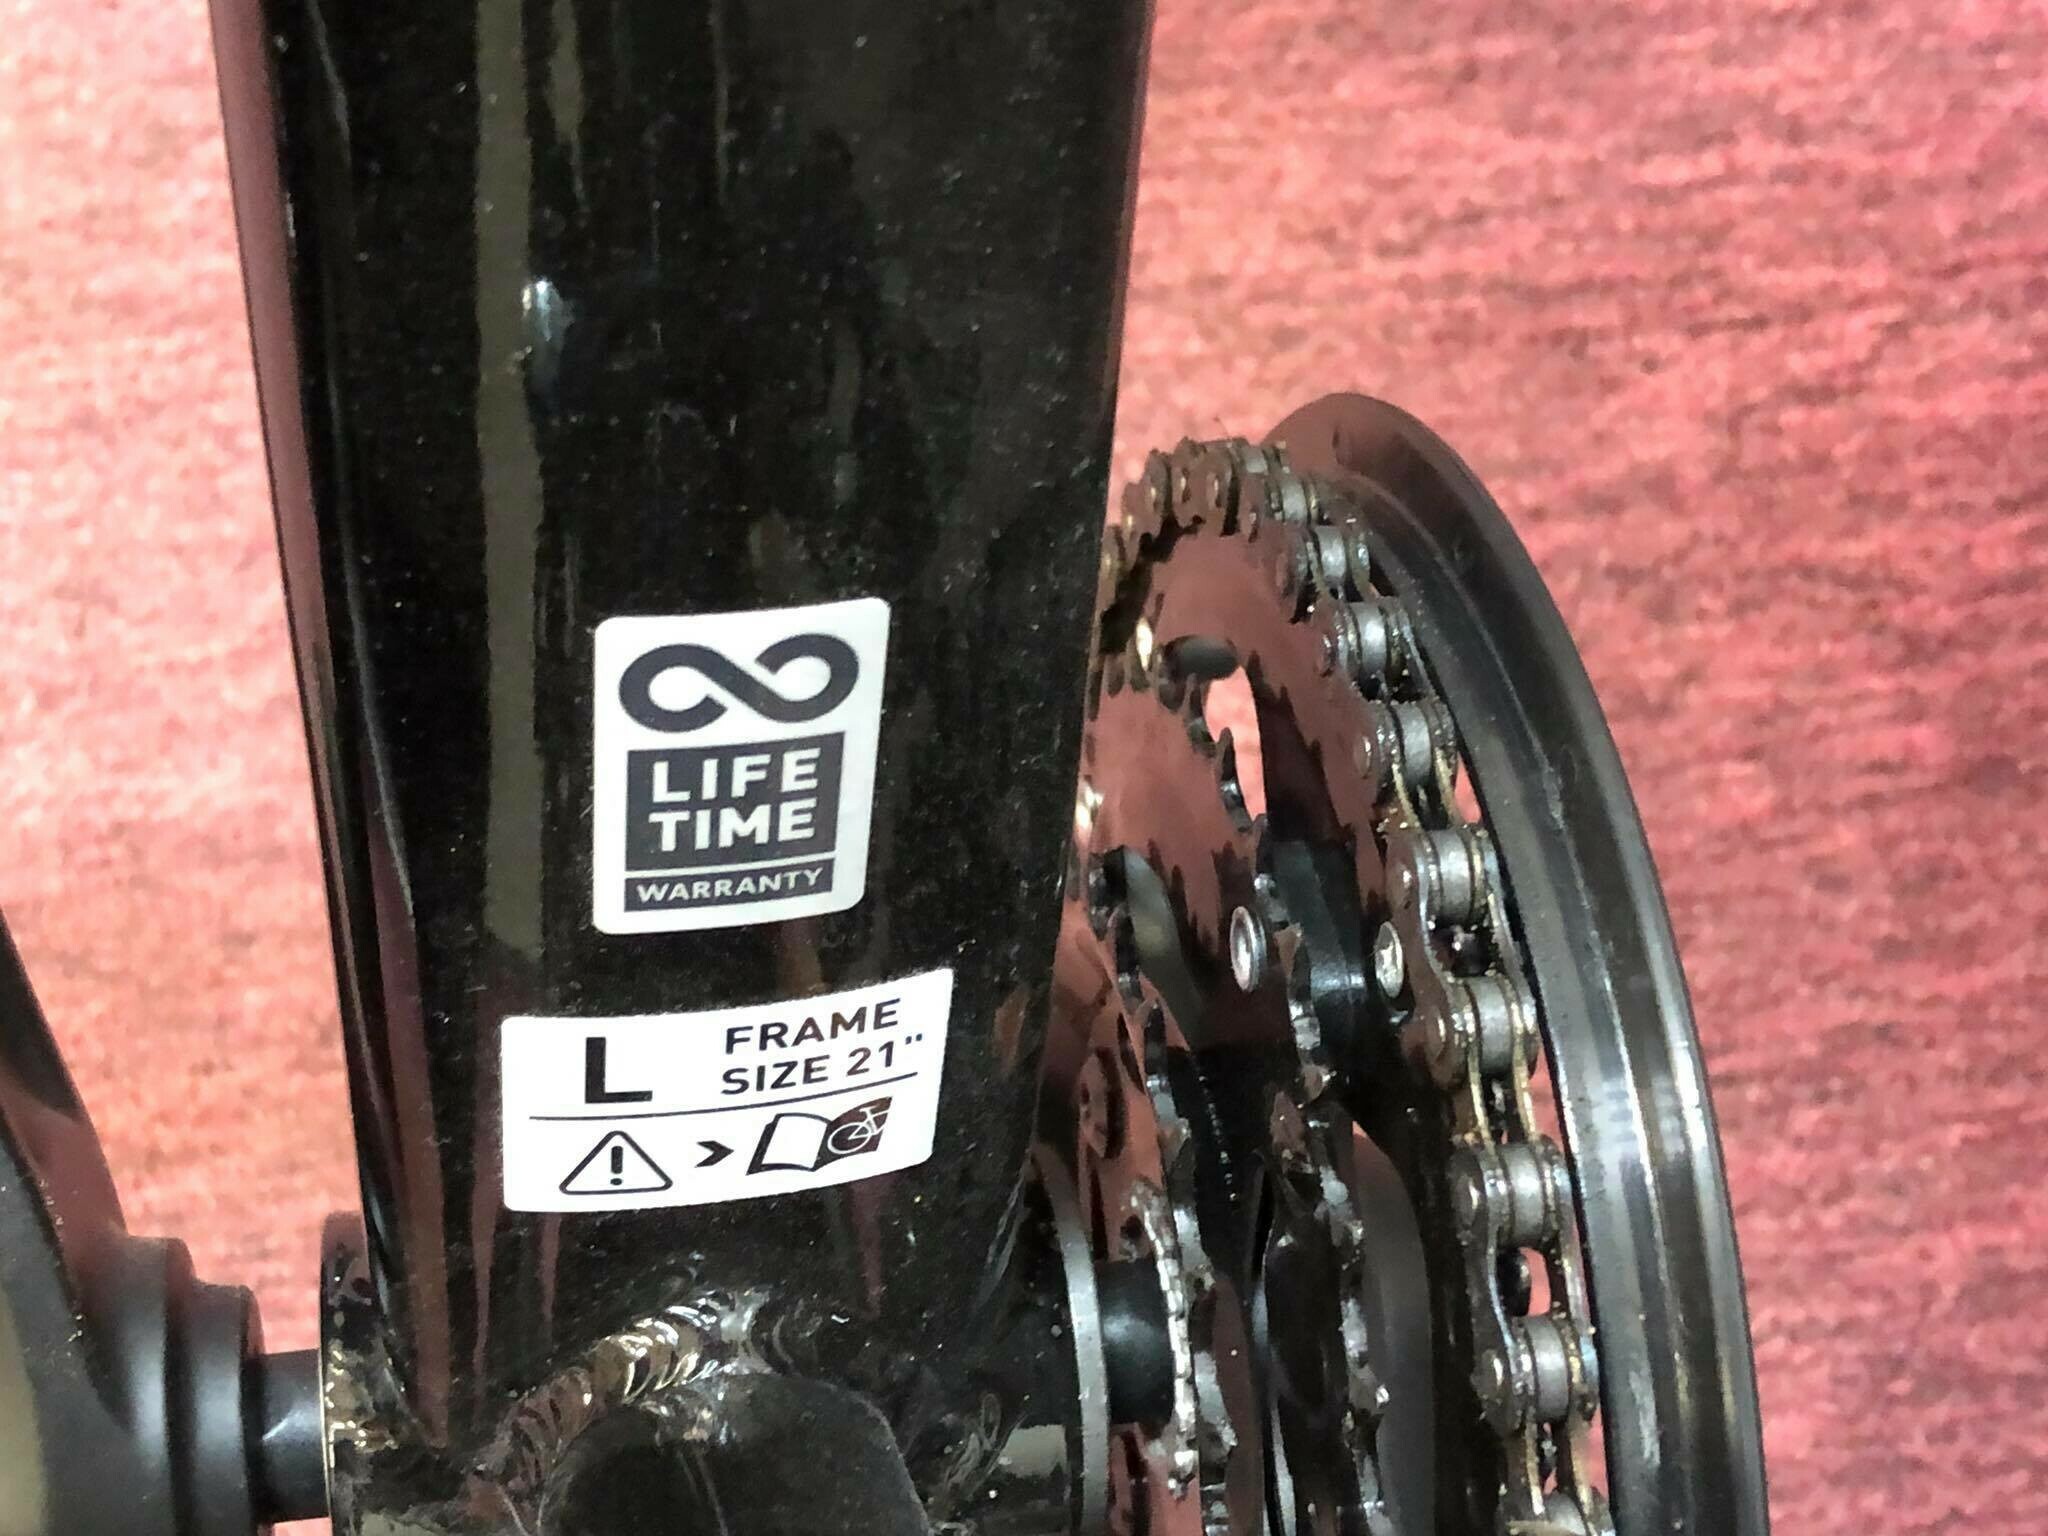 LIFE
TIME
WARRANTY
L
FRAME
SIZE 21"